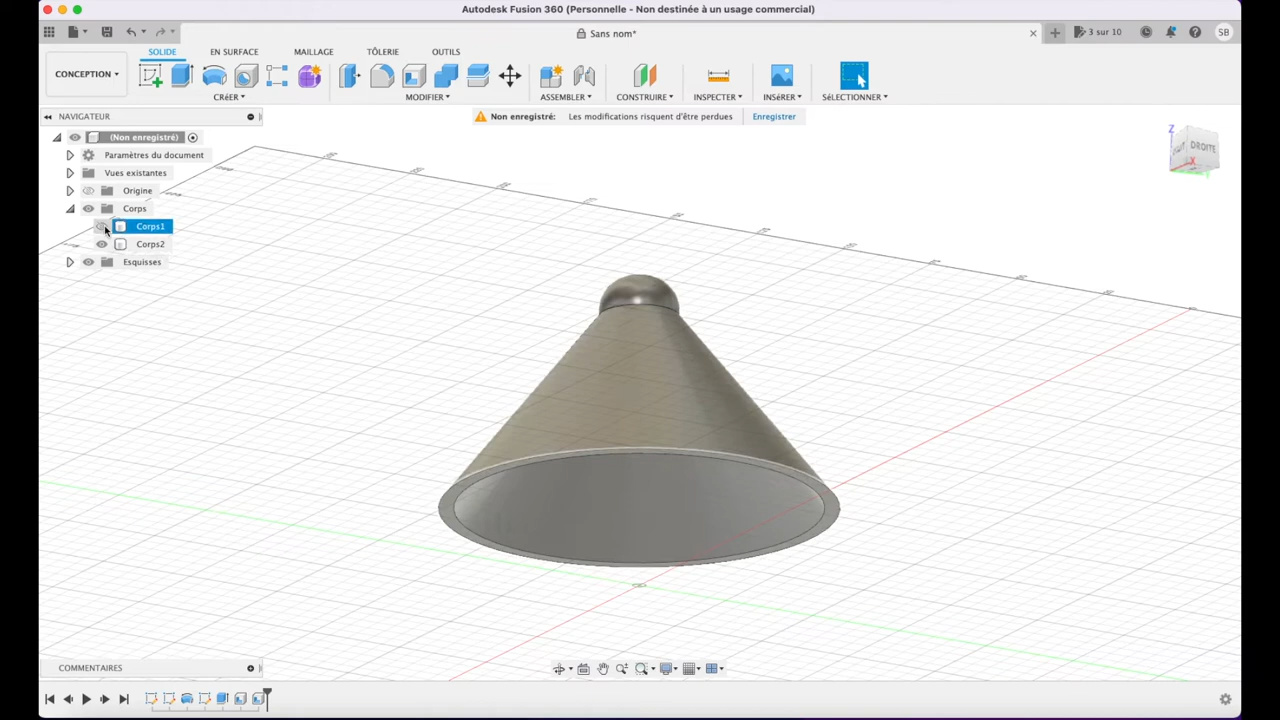 Autodesk Fusion 360 (Personnelle - Non destinée à un usage commercial)
Sans nom*
3 sur 10
SB
SOLIDE
EN SURFACE
MAILLAGE
TÔLERIE
OUTILS
CONCEPTION
CRÉER
MODIFIER
ASSEMBLER
CONSTRUIRE
INSPECTER
INSÉRER
SÉLECTIONNER
NAVIGATEUR
Non enregistré: Les modifications risquent d'être perdues Enregistrer
(Non enregistré)
Paramètres du document
Vues existantes
Origine
Corps
Corps1
Corps2
Esquisses
Z
DROITE
X
COMMENTAIRES